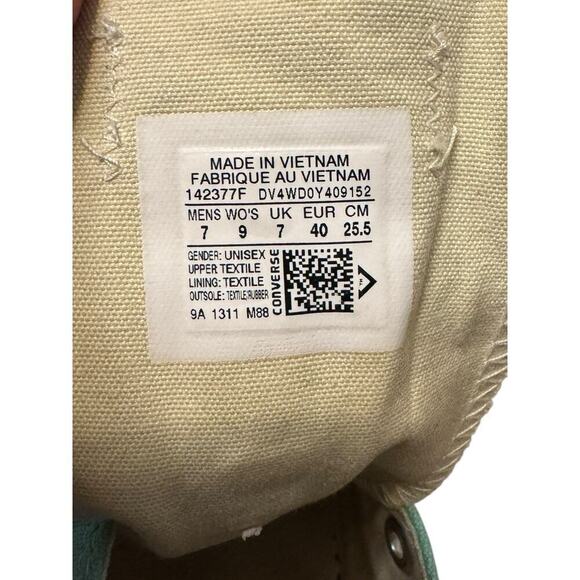 MADE IN VIETNAM
FABRIQUE AU VIETNAM
142377F DV4WD0Y409152
MENS WO'S UK EUR CM
7 9 7 40 25.5
GENDER: UNISEX
UPPER TEXTILE
LINING: TEXTILE
OUTSOLE: TEXTILE/RUBBER
9A 1311 M88
CONVERSE
TM